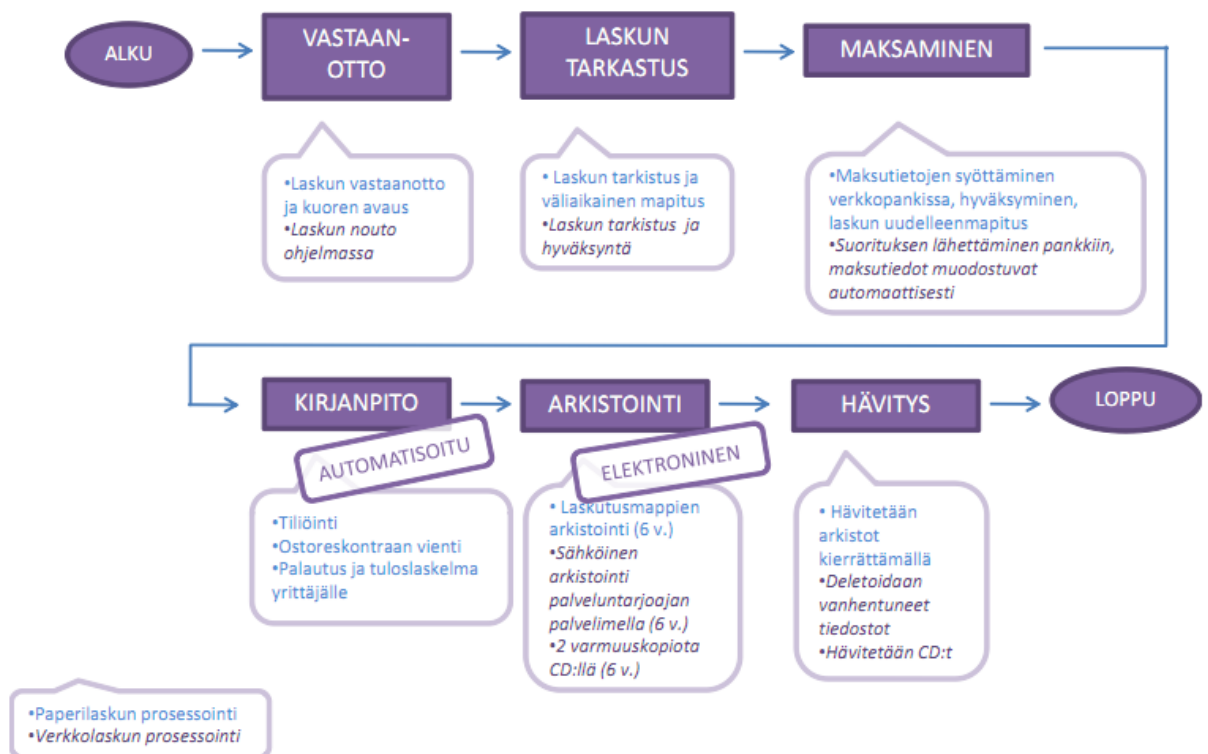 ALKU
VASTAAN-
OTTO
LASKUN
TARKASTUS
MAKSAMINEN
•Laskun vastaanotto
ja kuoren avaus
•Laskun nouto
ohjelmassa
• Laskun tarkistus ja
väliaikainen mapitus
•Laskun tarkistus ja
hyväksyntä
•Maksutietojen syöttäminen
verkkopankissa, hyväksyminen,
laskun uudelleenmapitus
•Suorituksen lähettäminen pankkiin,
maksutiedot muodostuvat
automaattisesti
KIRJANPITO
ARKISTOINTI
HÄVITYS
LOPPU
AUTOMATISOITU
ELEKTRONINEN
•Tiliöinti
•Ostoreskontraan vienti
•Palautus ja tuloslaskelma
yrittäjälle
• Laskutusmappien
arkistointi (6 v.)
•Sähköinen
arkistointi
palveluntarjoajan
palvelimella (6 v.)
•2 varmuuskopiota
CD:llä (6 v.)
• Hävitetään
arkistot
kierrättämällä
•Deletoidaan
vanhentuneet
tiedostot
•Hävitetään CD:t
•Paperilaskun prosessointi
•Verkkolaskun prosessointi